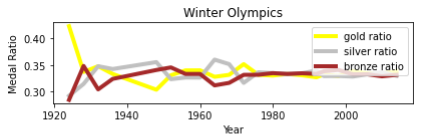 Winter Olympics
gold ratio
silver ratio
bronze ratio
Medal Ratio
0.40
0.35
0.30
1920
1940
1960
1980
2000
Year